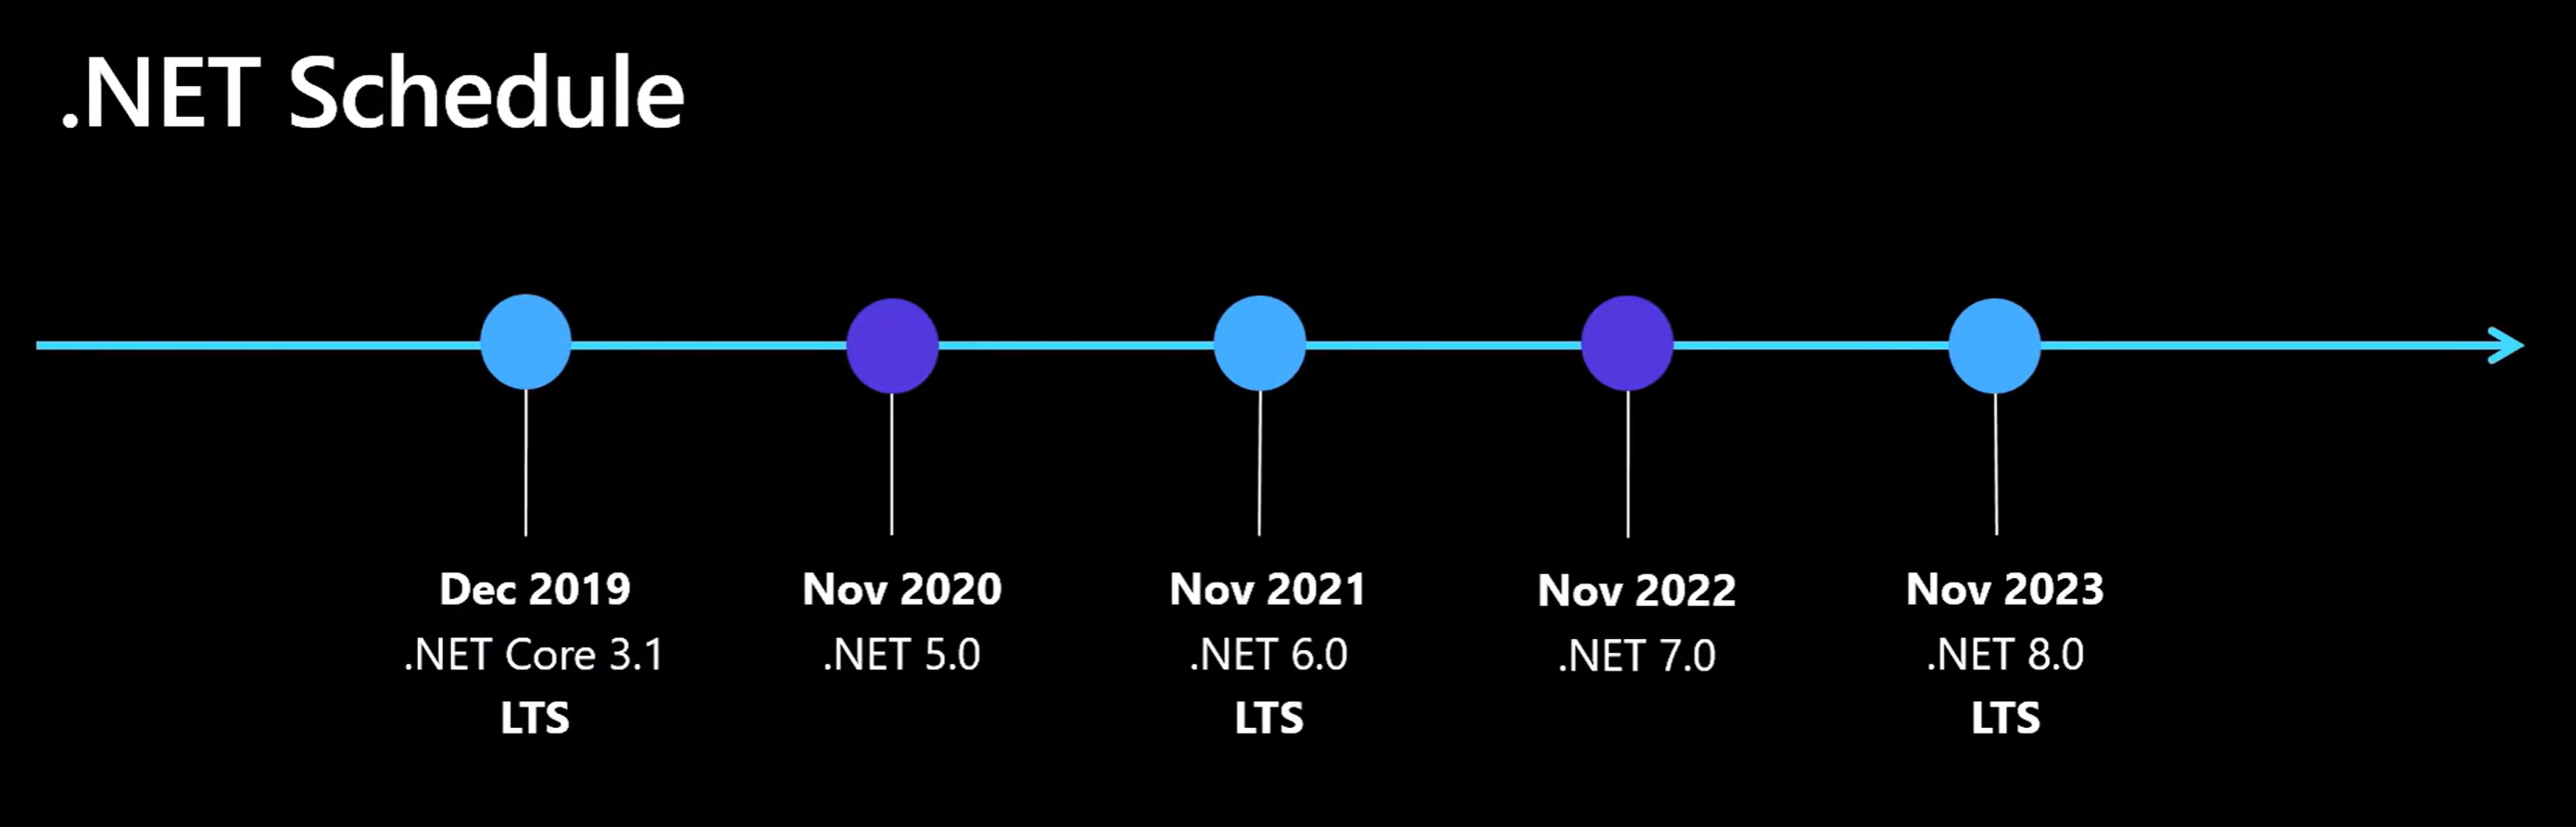 .NET Schedule
Dec 2019
.NET Core 3.1
LTS
Nov 2020
.NET 5.0
Nov 2021
.NET 6.0
LTS
Nov 2022
.NET 7.0
Nov 2023
.NET 8.0
LTS